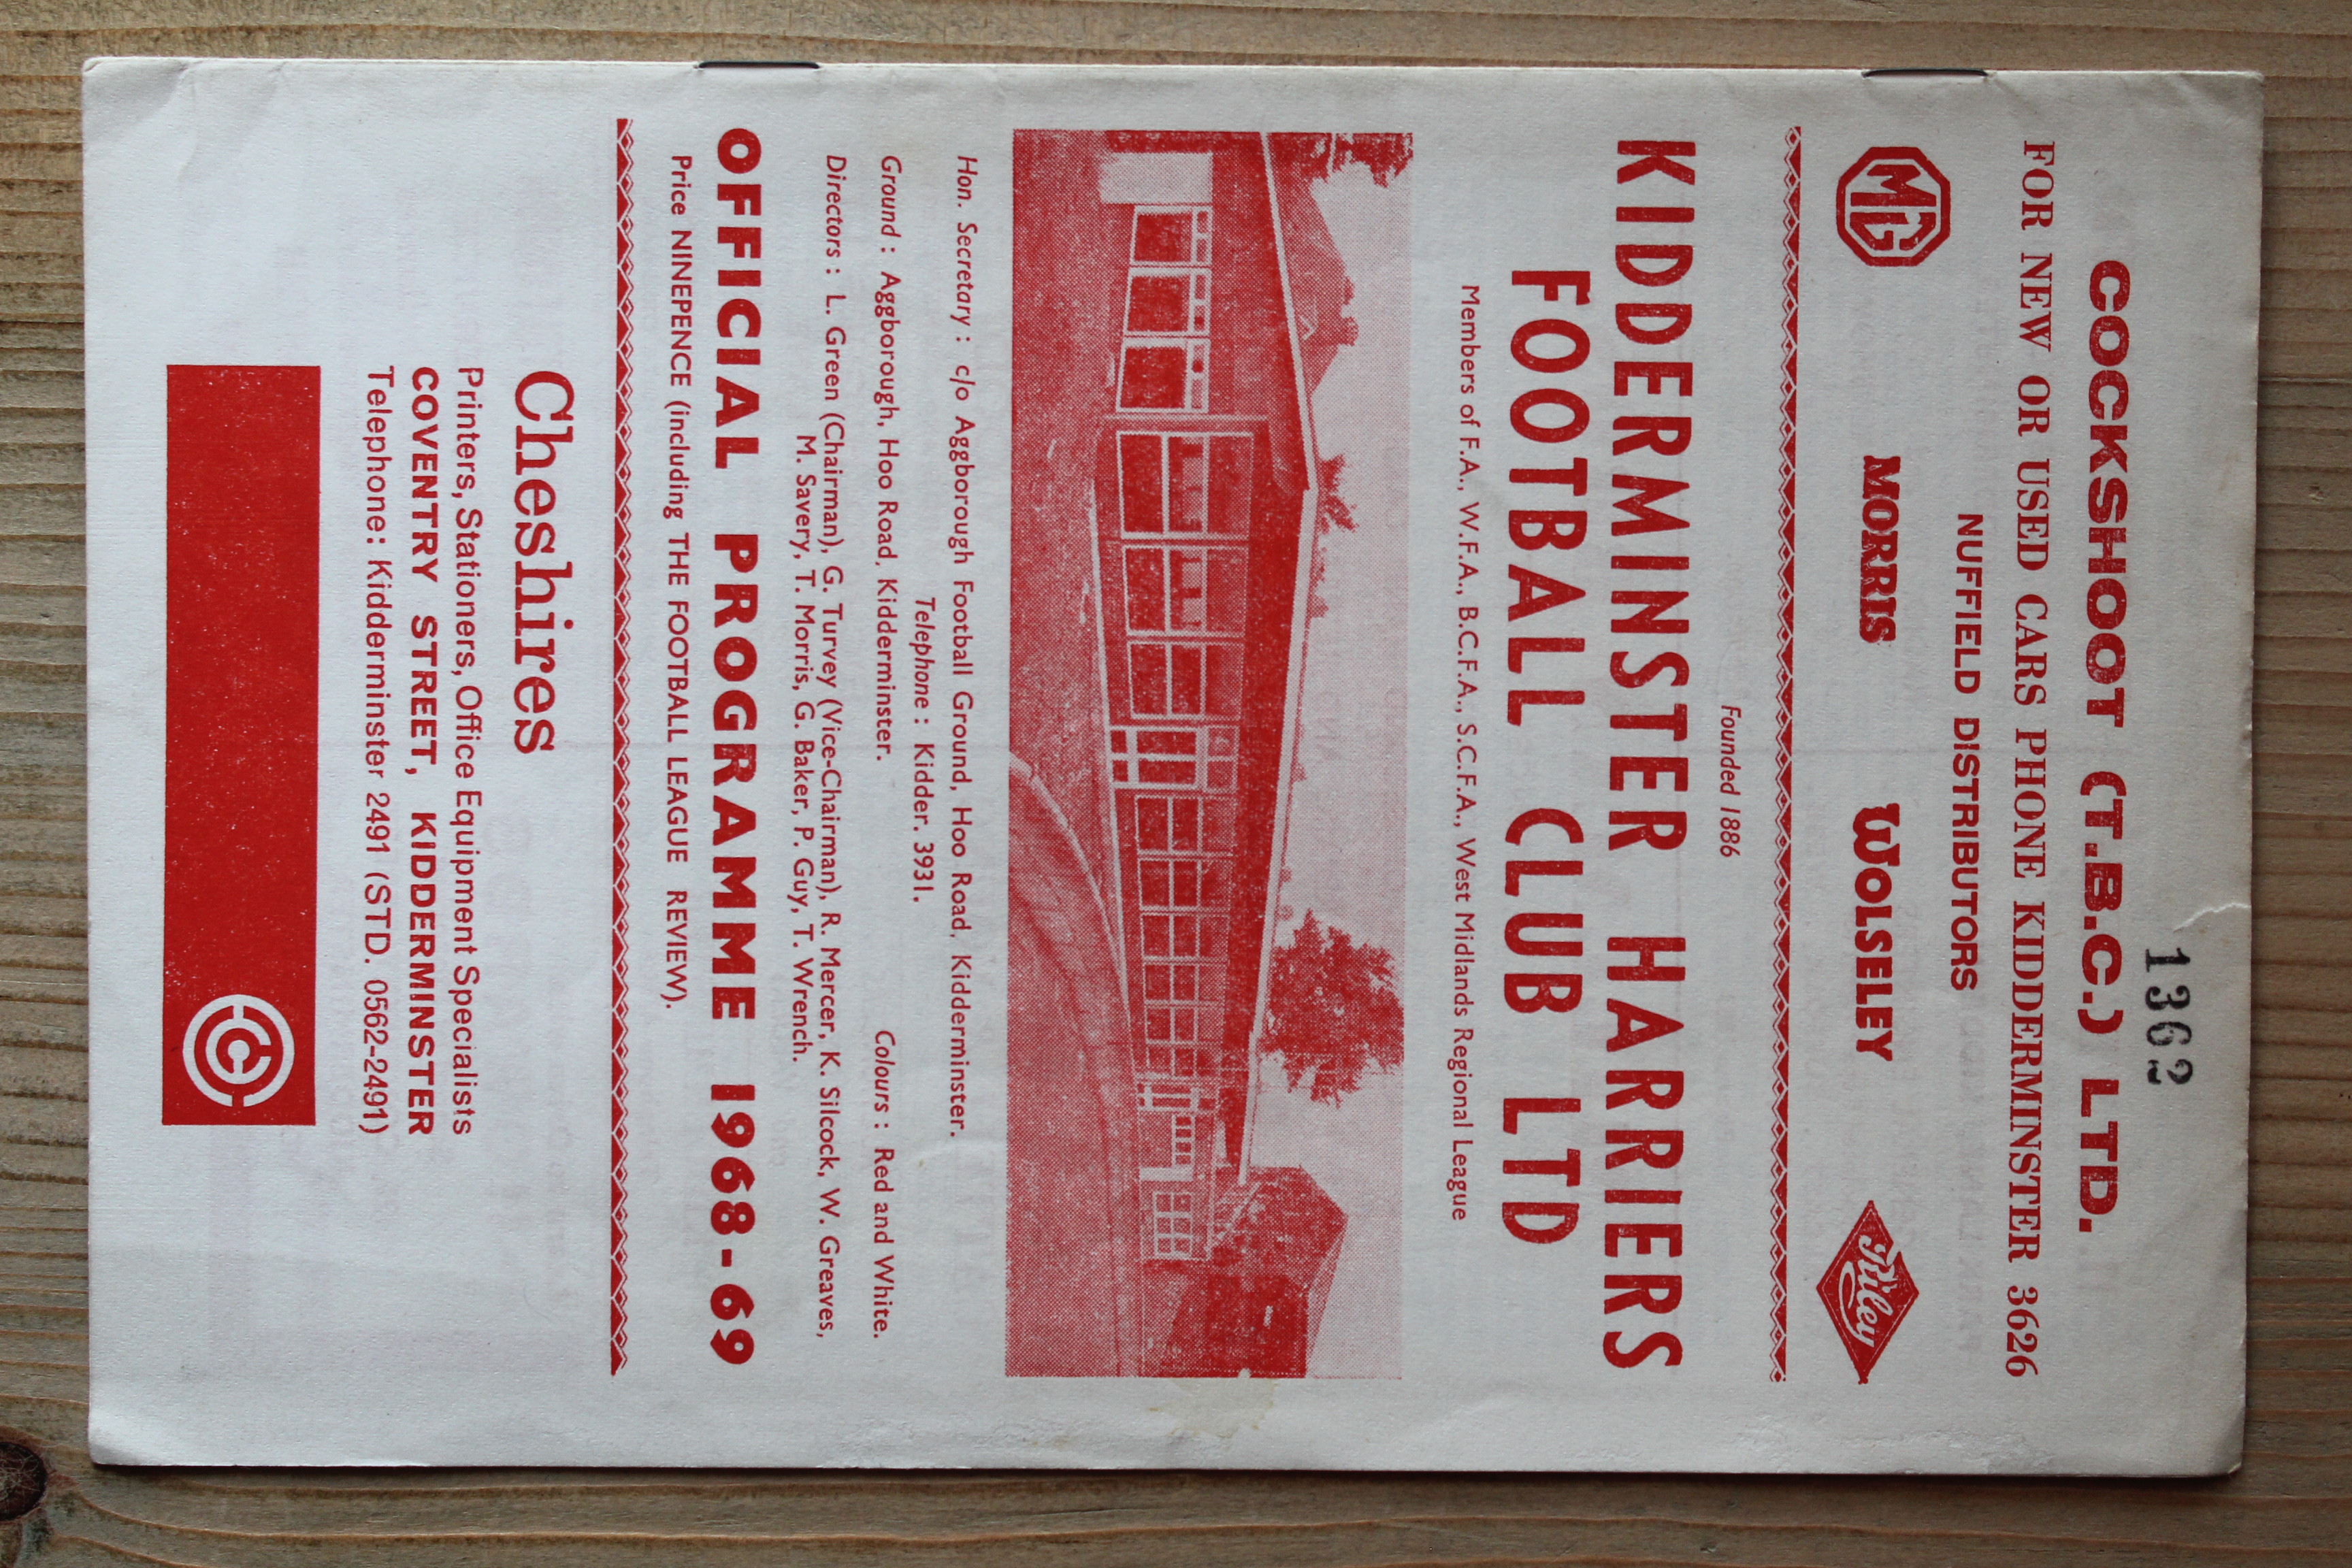 1362
COCKSHOOT (T.B.C.) LTD.
FOR NEW OR USED CARS PHONE KIDDERMINSTER 3626
NUFFIELD DISTRIBUTORS
MG MORRIS WOLSELEY Riley
Founded 1886
KIDDERMINSTER HARRIERS
FOOTBALL CLUB LTD
Members of F.A., W.F.A., B.C.F.A., S.C.F.A., West Midlands Regional League
Hon. Secretary : c/o Aggborough Football Ground, Hoo Road, Kidderminster.
Telephone : Kidder. 3931.
Ground : Aggborough, Hoo Road, Kidderminster. Colours : Red and White.
Directors : L. Green (Chairman), G. Turvey (Vice-Chairman), R. Mercer, K. Silcock, W. Greaves,
M. Savery, T. Morris, G. Baker, P. Guy, T. Wrench.
OFFICIAL PROGRAMME 1968-69
Price NINEPENCE (including THE FOOTBALL LEAGUE REVIEW).
Cheshires
Printers, Stationers, Office Equipment Specialists
COVENTRY STREET, KIDDERMINSTER
Telephone: Kidderminster 2491 (STD. 0562-2491)